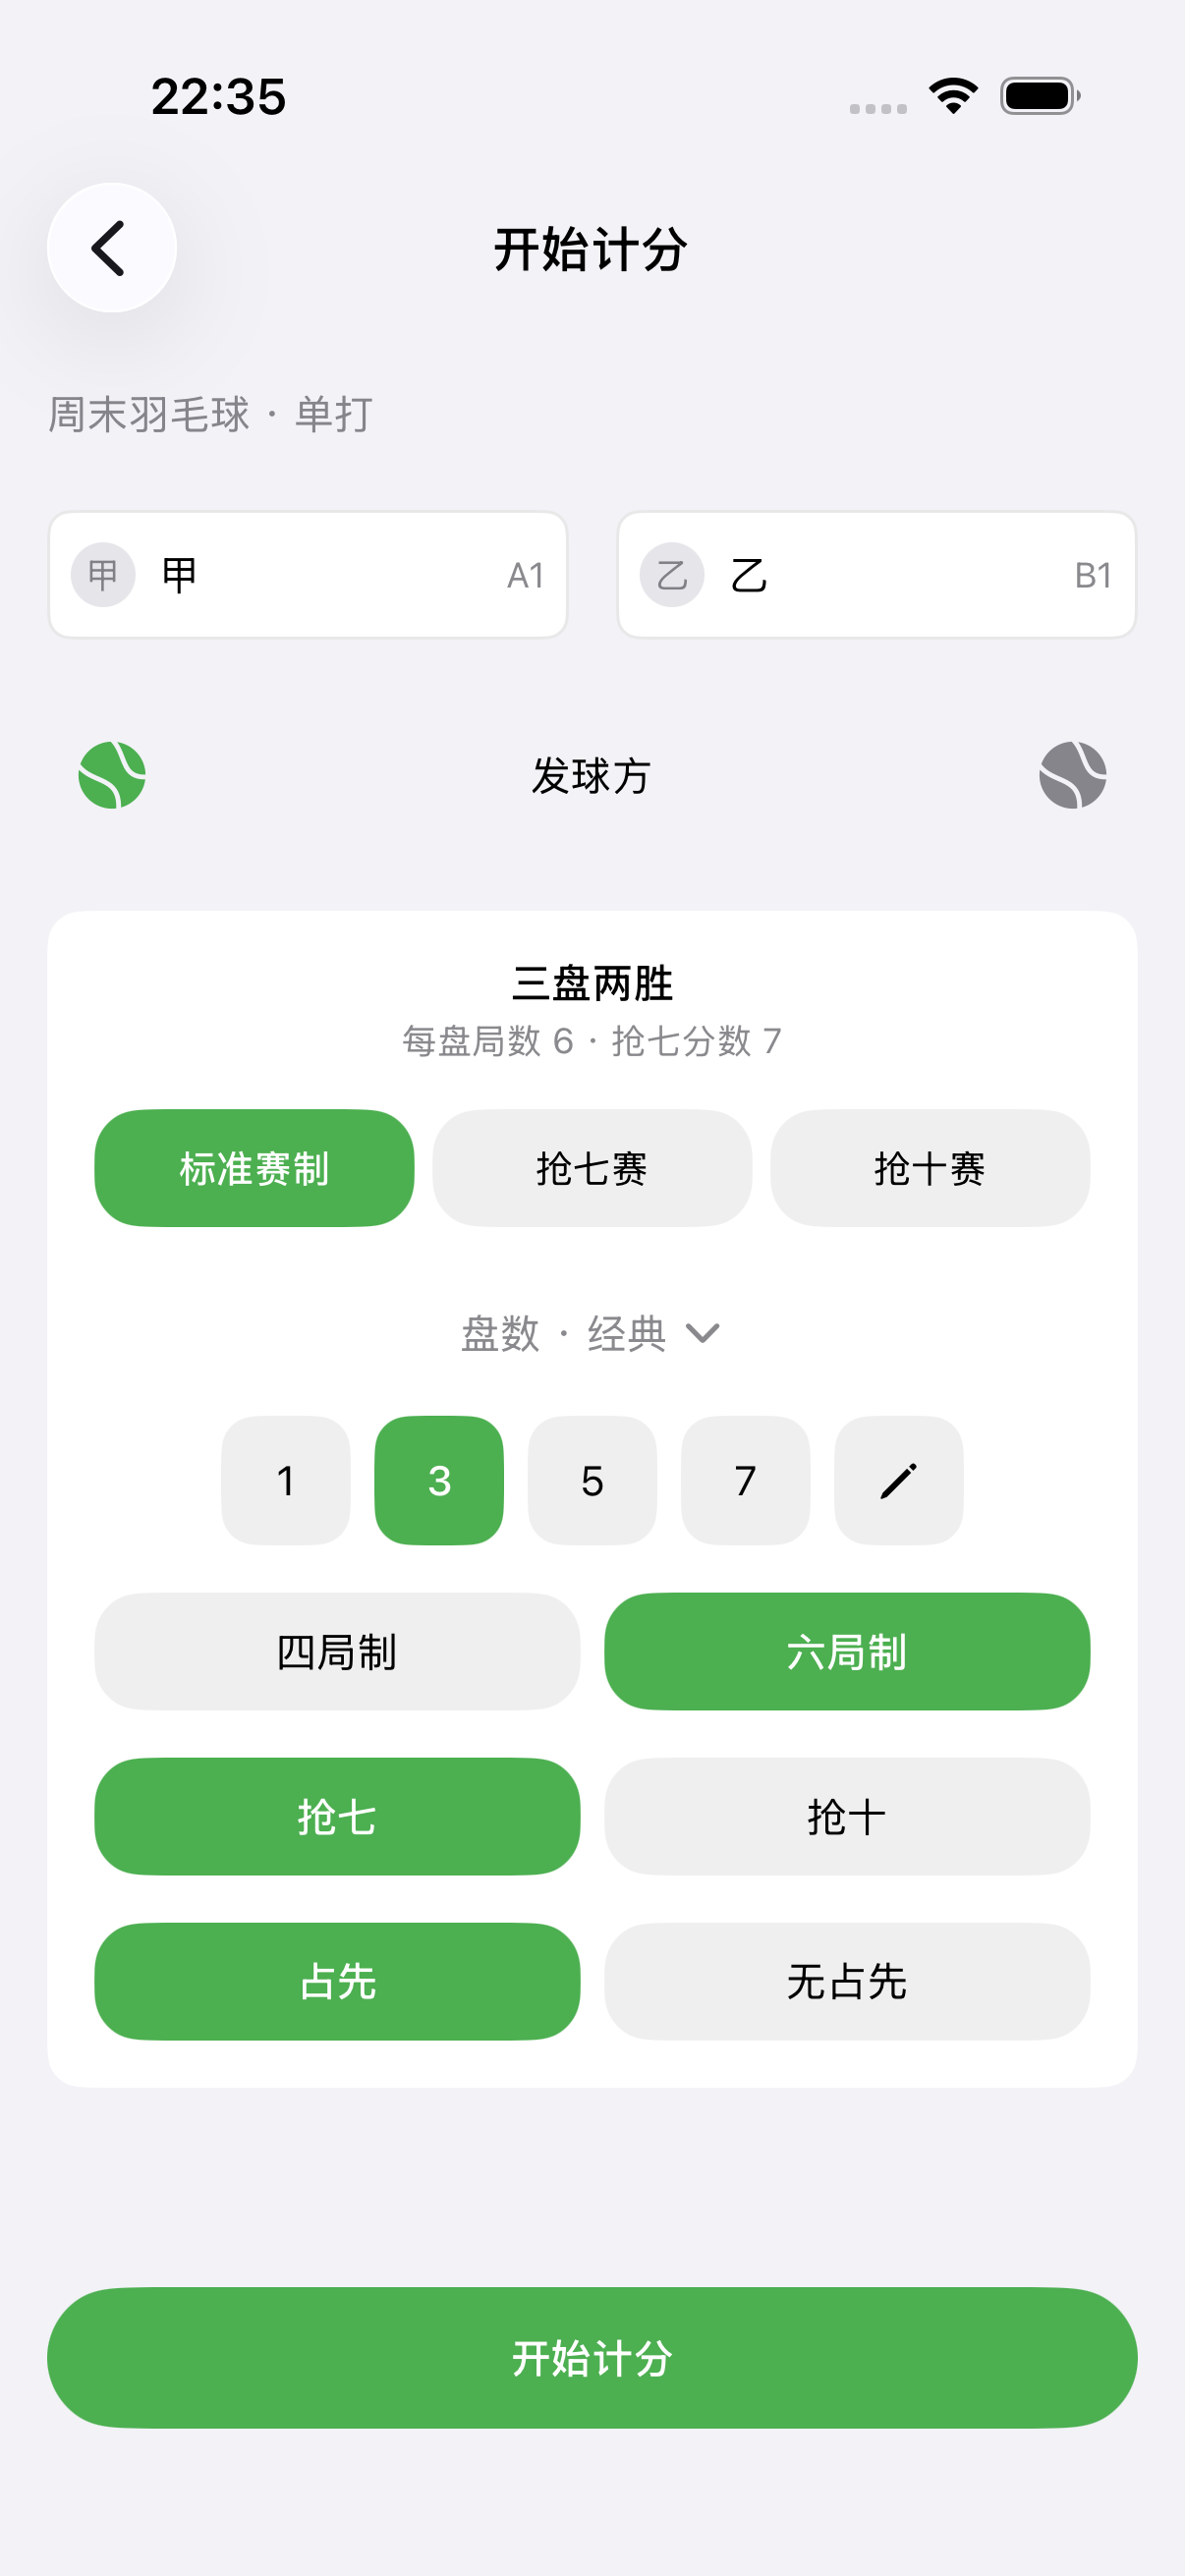 22:35
开始计分
周末羽毛球 · 单打
甲 甲 A1 乙 乙 B1
发球方
三盘两胜
每盘局数 6 · 抢七分数 7
标准赛制 抢七赛 抢十赛
盘数 · 经典
1 3 5 7
四局制 六局制
抢七 抢十
占先 无占先
开始计分